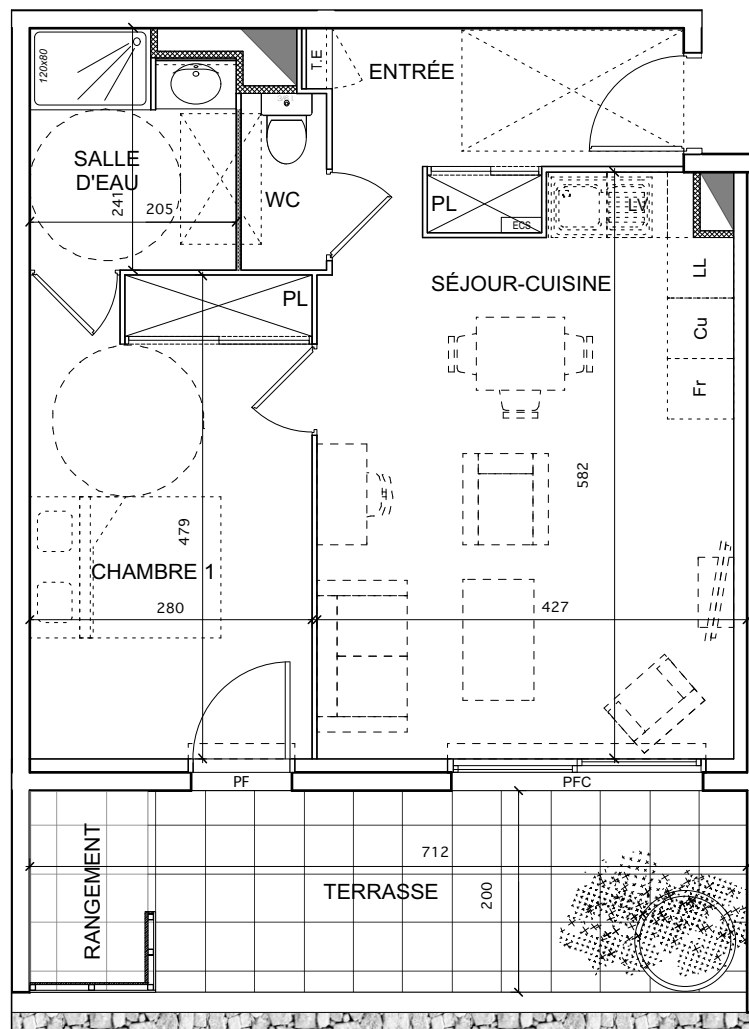 120x80
T.E
ENTRÉE
SALLE
D'EAU
241
205
WC
PL
ECS
LV
SÉJOUR-CUISINE
LL
PL
Cu
Fr
582
479
CHAMBRE 1
280
427
PF
PFC
RANGEMENT
712
TERRASSE
200